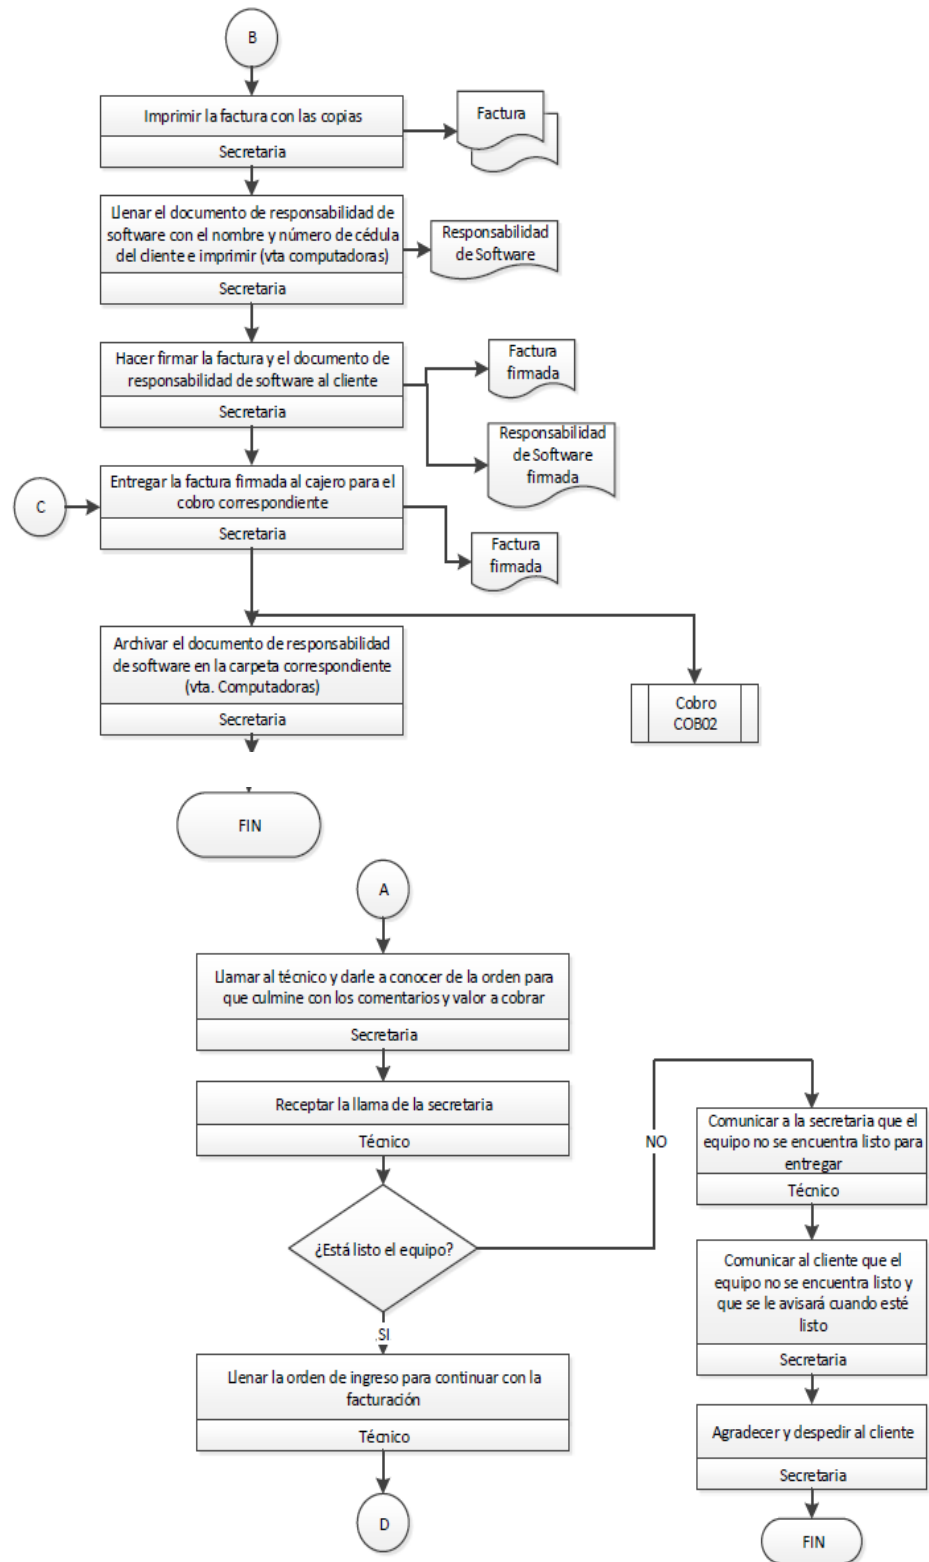 B
Imprimir la factura con las copias
Secretaria
Factura
Llenar el documento de responsabilidad de
software con el nombre y número de cédula
del cliente e imprimir (vta computadoras)
Secretaria
Responsabilidad
de Software
Hacer firmar la factura y el documento de
responsabilidad de software al cliente
Secretaria
Factura
firmada
Responsabilidad
de Software
firmada
C
Entregar la factura firmada al cajero para el
cobro correspondiente
Secretaria
Factura
firmada
Archivar el documento de responsabilidad
de software en la carpeta correspondiente
(vta. Computadoras)
Secretaria
Cobro
COB02
FIN
A
Llamar al técnico y darle a conocer de la orden para
que culmine con los comentarios y valor a cobrar
Secretaria
Receptar la llama de la secretaria
Técnico
¿Está listo el equipo?
NO
SI
Llenar la orden de ingreso para continuar con la
facturación
Técnico
D
Comunicar a la secretaria que el
equipo no se encuentra listo para
entregar
Técnico
Comunicar al cliente que el
equipo no se encuentra listo y
que se le avisará cuando esté
listo
Secretaria
Agradecer y despedir al cliente
Secretaria
FIN